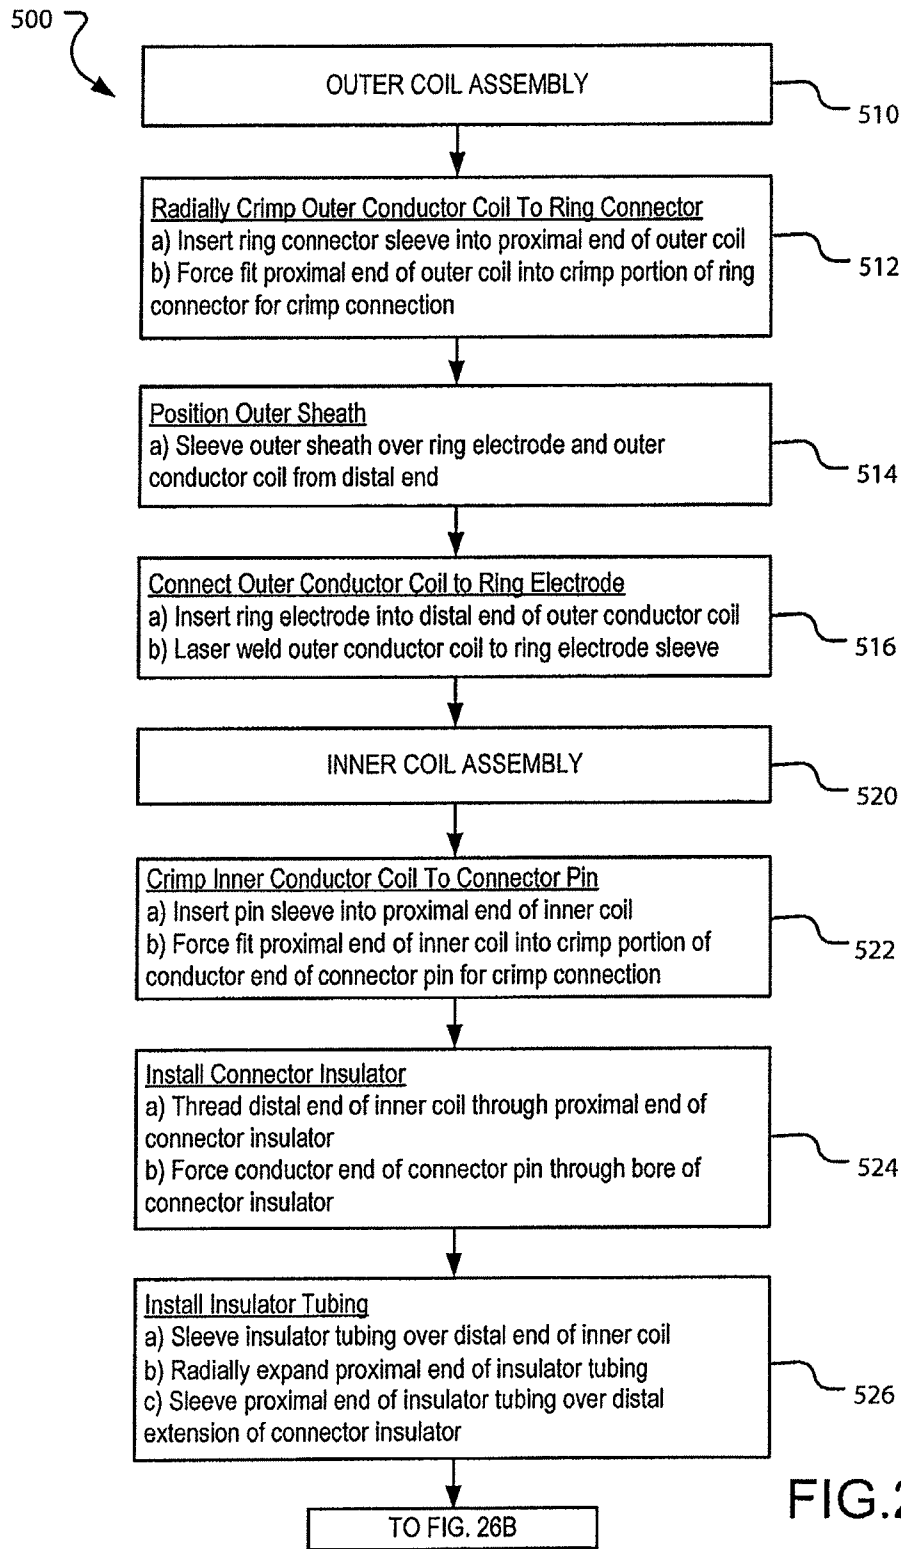 500
OUTER COIL ASSEMBLY
510
Radially Crimp Outer Conductor Coil To Ring Connector
a) Insert ring connector sleeve into proximal end of outer coil
b) Force fit proximal end of outer coil into crimp portion of ring
connector for crimp connection
512
Position Outer Sheath
a) Sleeve outer sheath over ring electrode and outer
conductor coil from distal end
514
Connect Outer Conductor Coil to Ring Electrode
a) Insert ring electrode into distal end of outer conductor coil
b) Laser weld outer conductor coil to ring electrode sleeve
516
INNER COIL ASSEMBLY
520
Crimp Inner Conductor Coil To Connector Pin
a) Insert pin sleeve into proximal end of inner coil
b) Force fit proximal end of inner coil into crimp portion of
conductor end of connector pin for crimp connection
522
Install Connector Insulator
a) Thread distal end of inner coil through proximal end of
connector insulator
b) Force conductor end of connector pin through bore of
connector insulator
524
Install Insulator Tubing
a) Sleeve insulator tubing over distal end of inner coil
b) Radially expand proximal end of insulator tubing
c) Sleeve proximal end of insulator tubing over distal
extension of connector insulator
526
TO FIG. 26B
FIG.2